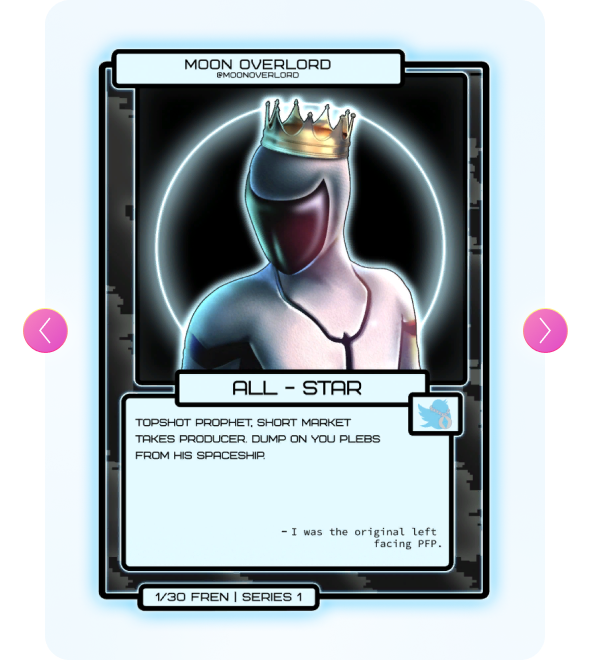 MOON OVERLORD
@MOONOVERLORD
ALL - STAR
TOPSHOT PROPHET, SHORT MARKET
TAKES PRODUCER. DUMP ON YOU PLEBS
FROM HIS SPACESHIP.
- I was the original left
facing PFP.
1/30 FREN | SERIES 1